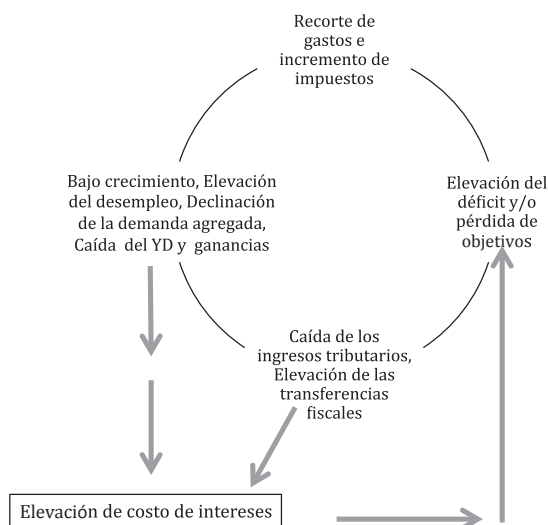 Recorte de
gastos e
incremento de
impuestos
Bajo crecimiento, Elevación
del desempleo, Declinación
de la demanda agregada,
Caída del YD y ganancias
Elevación del
déficit y/o
pérdida de
objetivos
Caída de los
ingresos tributarios,
Elevación de las
transferencias
fiscales
Elevación de costo de intereses